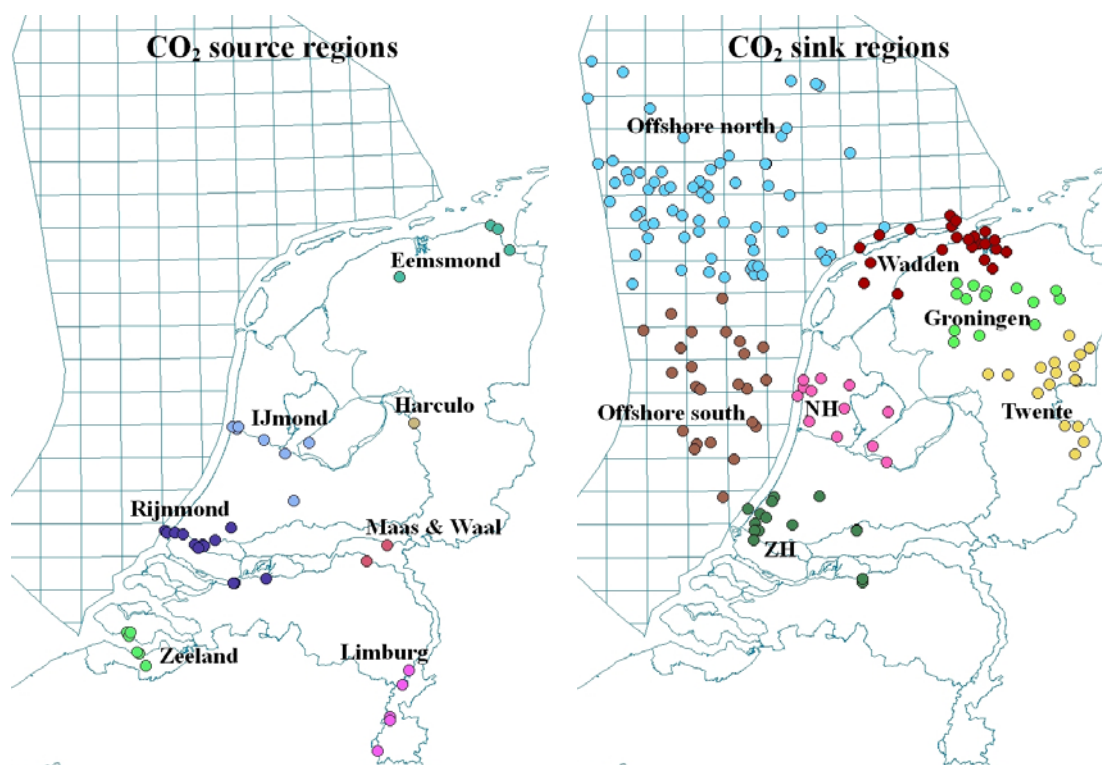 CO₂ source regions
Eemsmond
Harculo
IJmond
Rijnmond
Maas & Waal
Zeeland
Limburg
CO₂ sink regions
Offshore north
Wadden
Groningen
Offshore south
NH
Twente
ZH